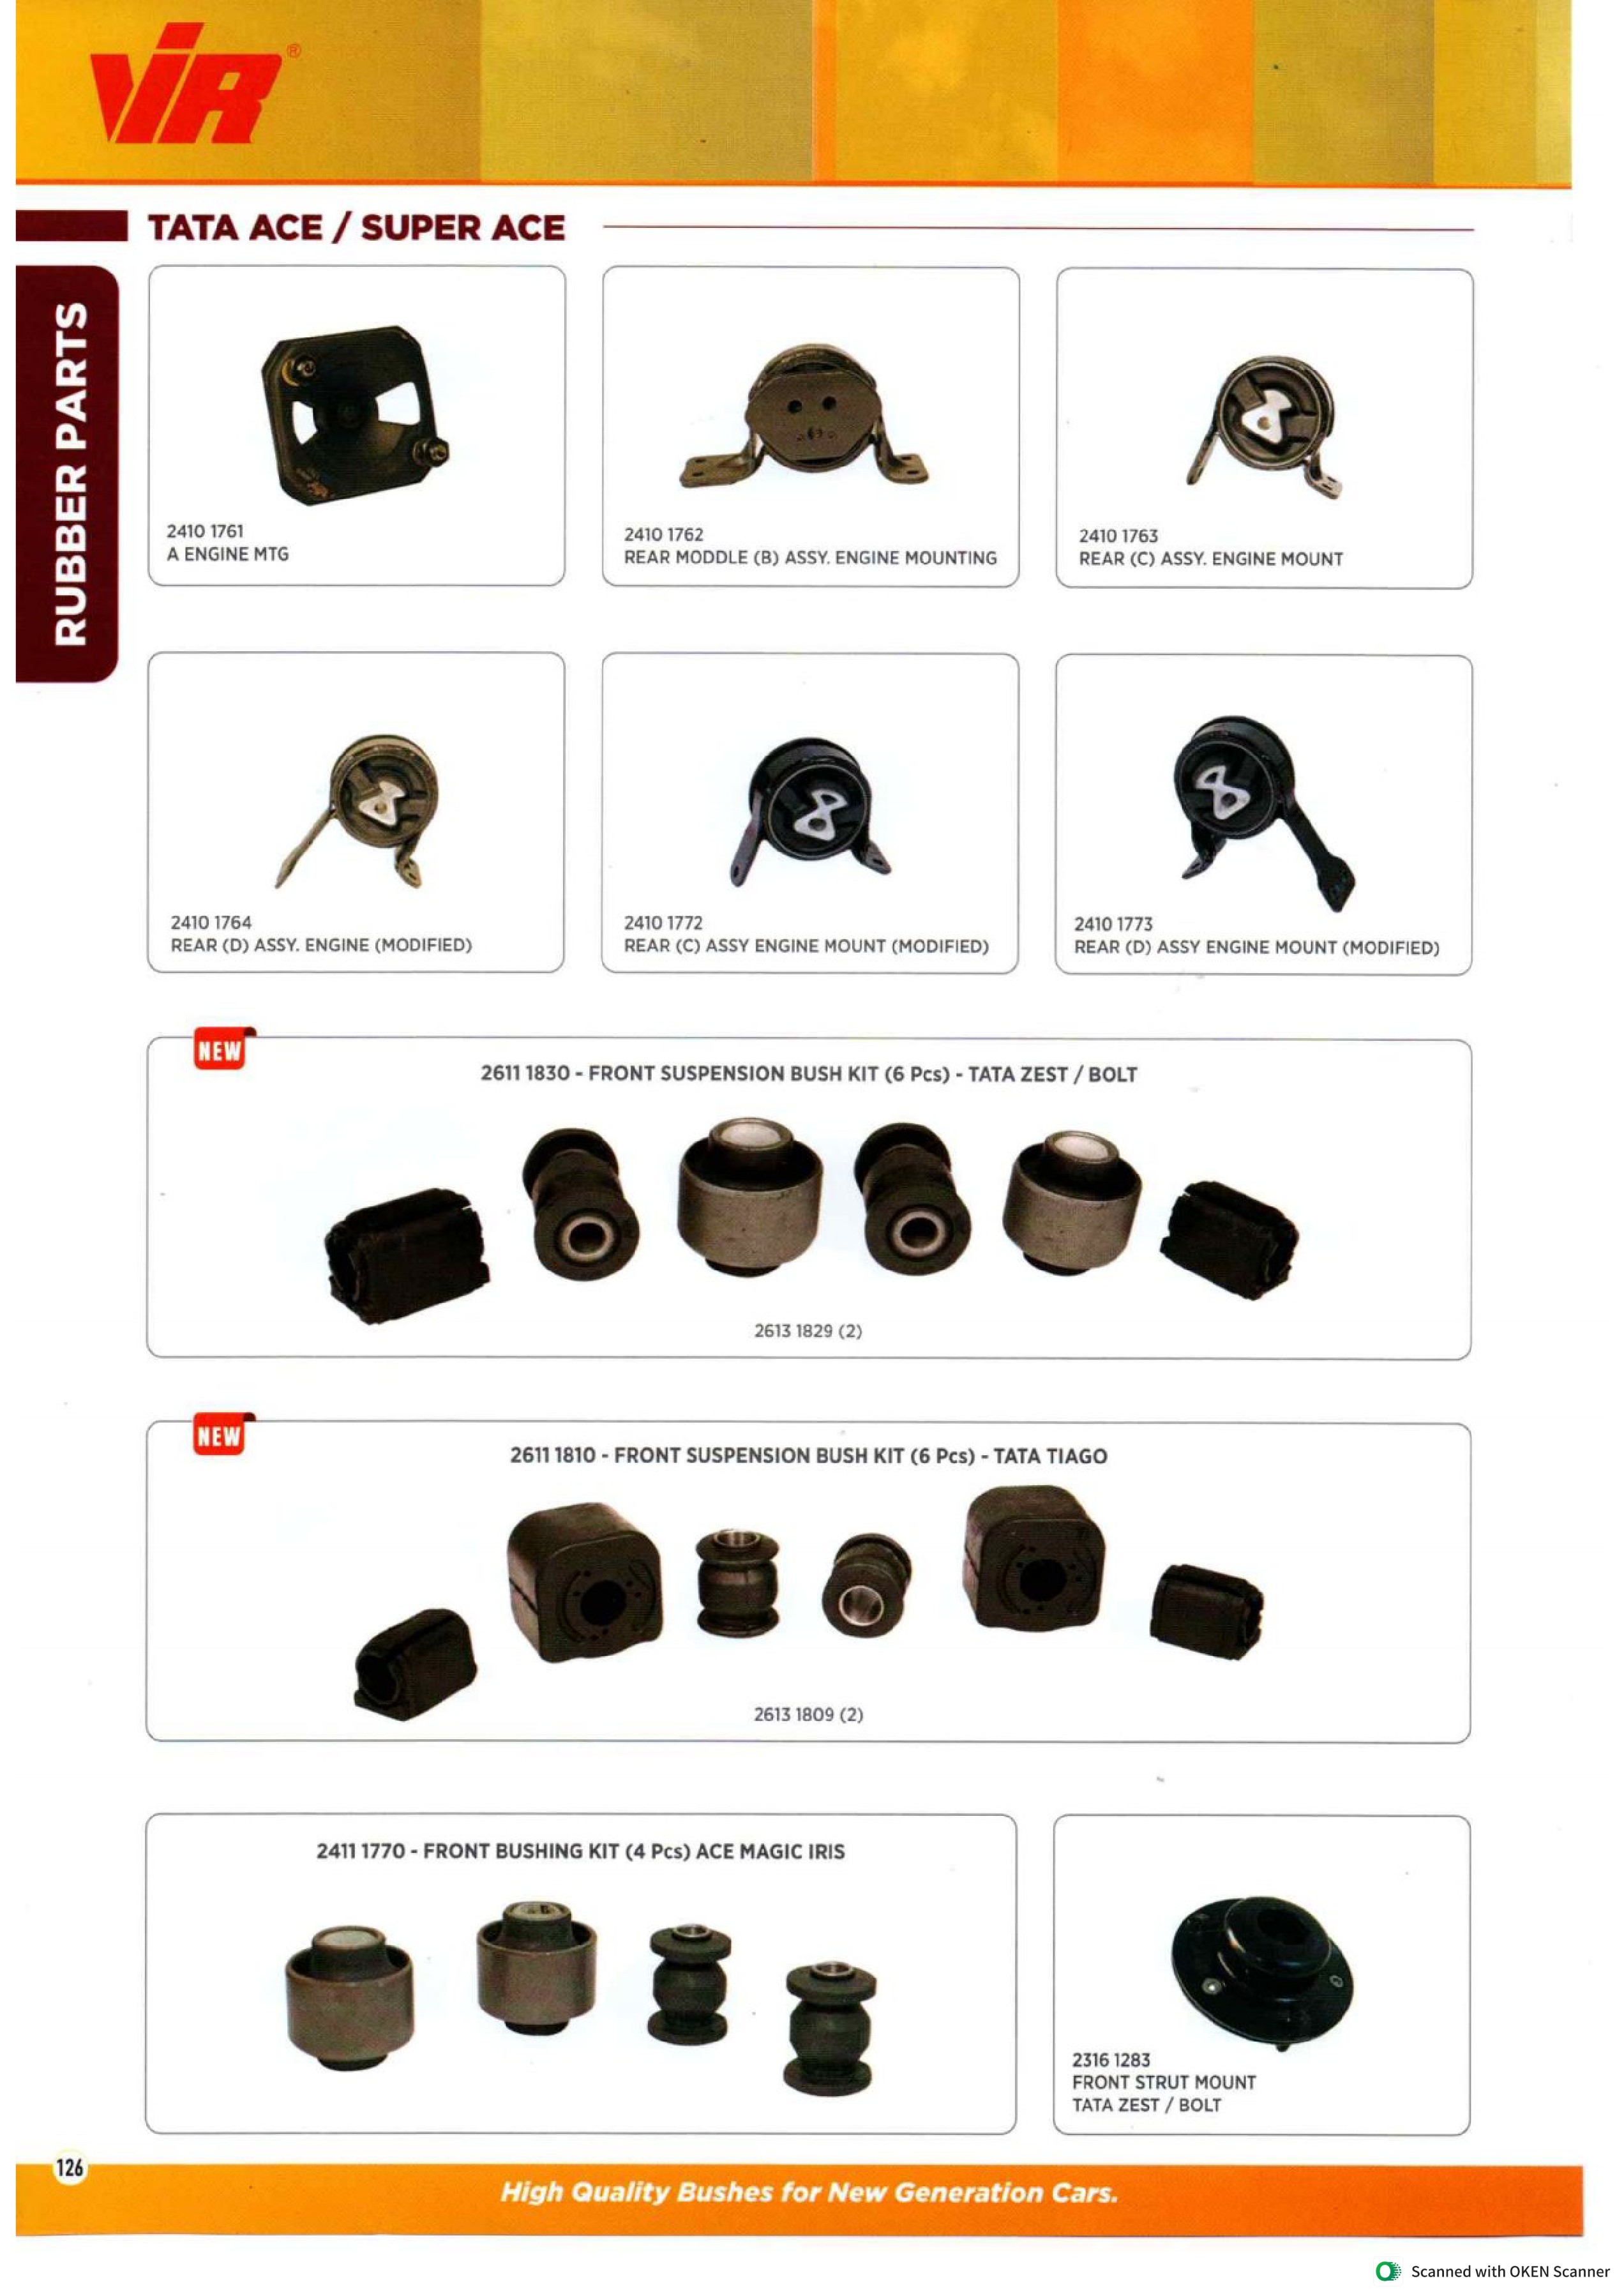 ViR®
TATA ACE / SUPER ACE
RUBBER PARTS
2410 1761
A ENGINE MTG
2410 1762
REAR MODDLE (B) ASSY. ENGINE MOUNTING
2410 1763
REAR (C) ASSY. ENGINE MOUNT
2410 1764
REAR (D) ASSY. ENGINE (MODIFIED)
2410 1772
REAR (C) ASSY ENGINE MOUNT (MODIFIED)
2410 1773
REAR (D) ASSY ENGINE MOUNT (MODIFIED)
NEW
2611 1830 - FRONT SUSPENSION BUSH KIT (6 Pcs) - TATA ZEST / BOLT
2613 1829 (2)
NEW
2611 1810 - FRONT SUSPENSION BUSH KIT (6 Pcs) - TATA TIAGO
2613 1809 (2)
2411 1770 - FRONT BUSHING KIT (4 Pcs) ACE MAGIC IRIS
2316 1283
FRONT STRUT MOUNT
TATA ZEST / BOLT
126
High Quality Bushes for New Generation Cars.
Scanned with OKEN Scanner